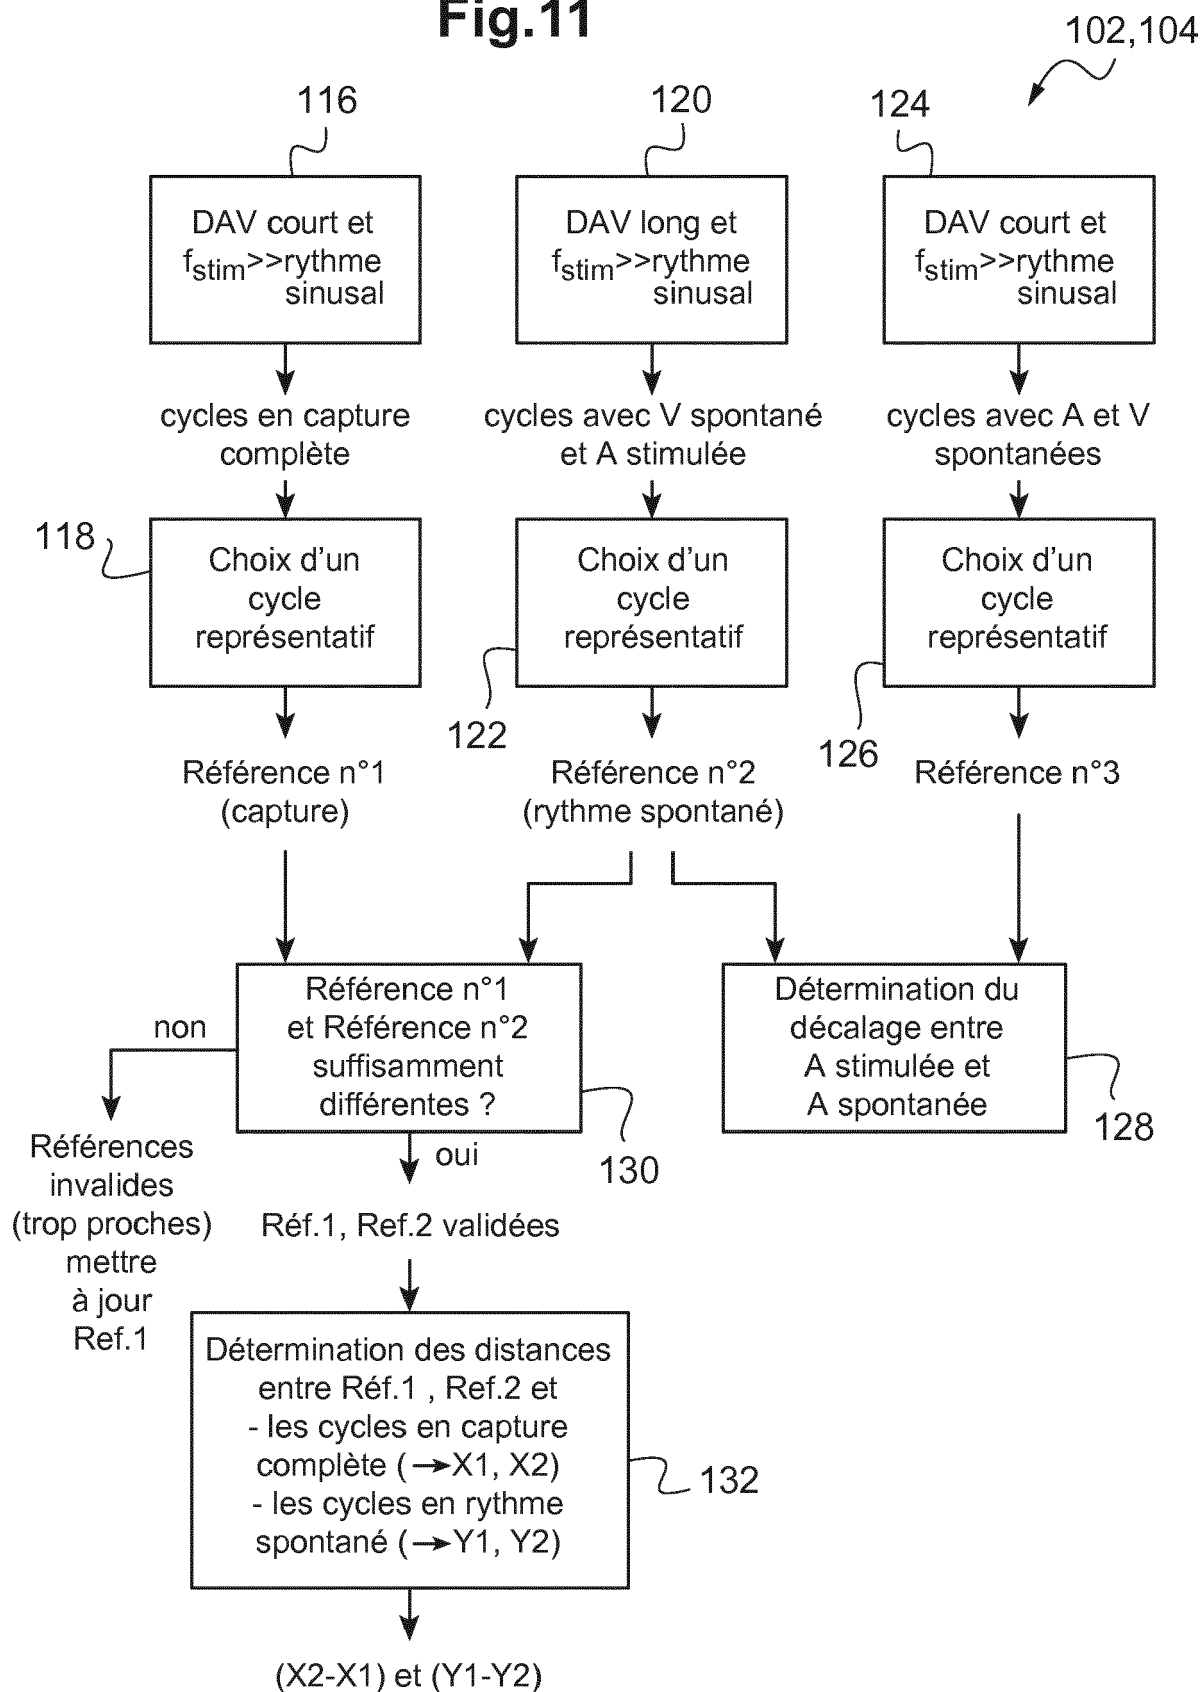 Fig.11
102,104
116
120
124
DAV court et
fstim>>rythme
sinusal
DAV long et
fstim>>rythme
sinusal
DAV court et
fstim>>rythme
sinusal
cycles en capture
complète
cycles avec V spontané
et A stimulée
cycles avec A et V
spontanées
118
Choix d'un
cycle
représentatif
122
Choix d'un
cycle
représentatif
126
Choix d'un
cycle
représentatif
Référence n°1
(capture)
Référence n°2
(rythme spontané)
Référence n°3
non
Référence n°1
et Référence n°2
suffisamment
différentes ?
130
Détermination du
décalage entre
A stimulée et
A spontanée
128
Références
invalides
(trop proches)
mettre
à jour
Ref.1
oui
Réf.1, Ref.2 validées
Détermination des distances
entre Réf.1 , Ref.2 et
- les cycles en capture
complète (→X1, X2)
- les cycles en rythme
spontané (→Y1, Y2)
132
(X2-X1) et (Y1-Y2)